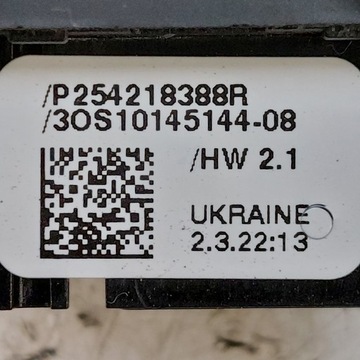 /P254218388R
/3OS10145144-08
/HW 2.1
UKRAINE
2.3.22:13